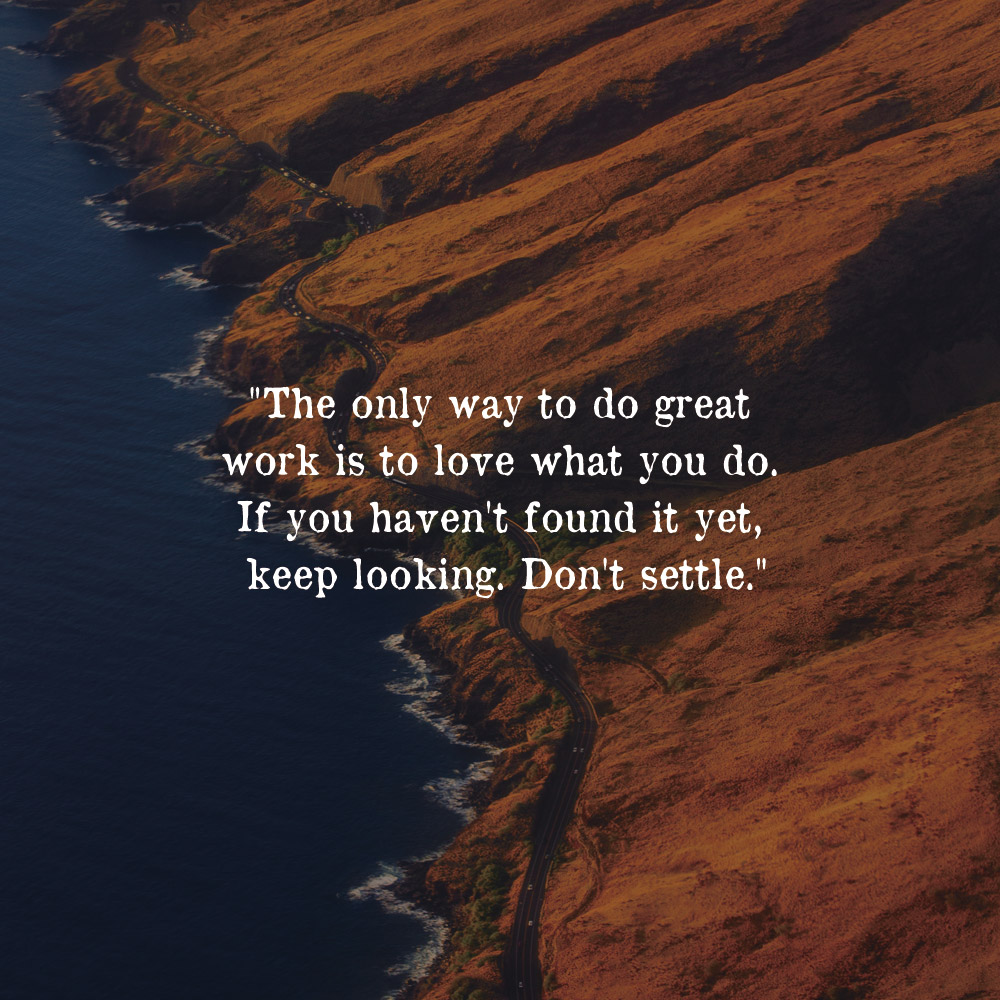 "The only way to do great
work is to love what you do.
If you haven't found it yet,
keep looking. Don't settle."